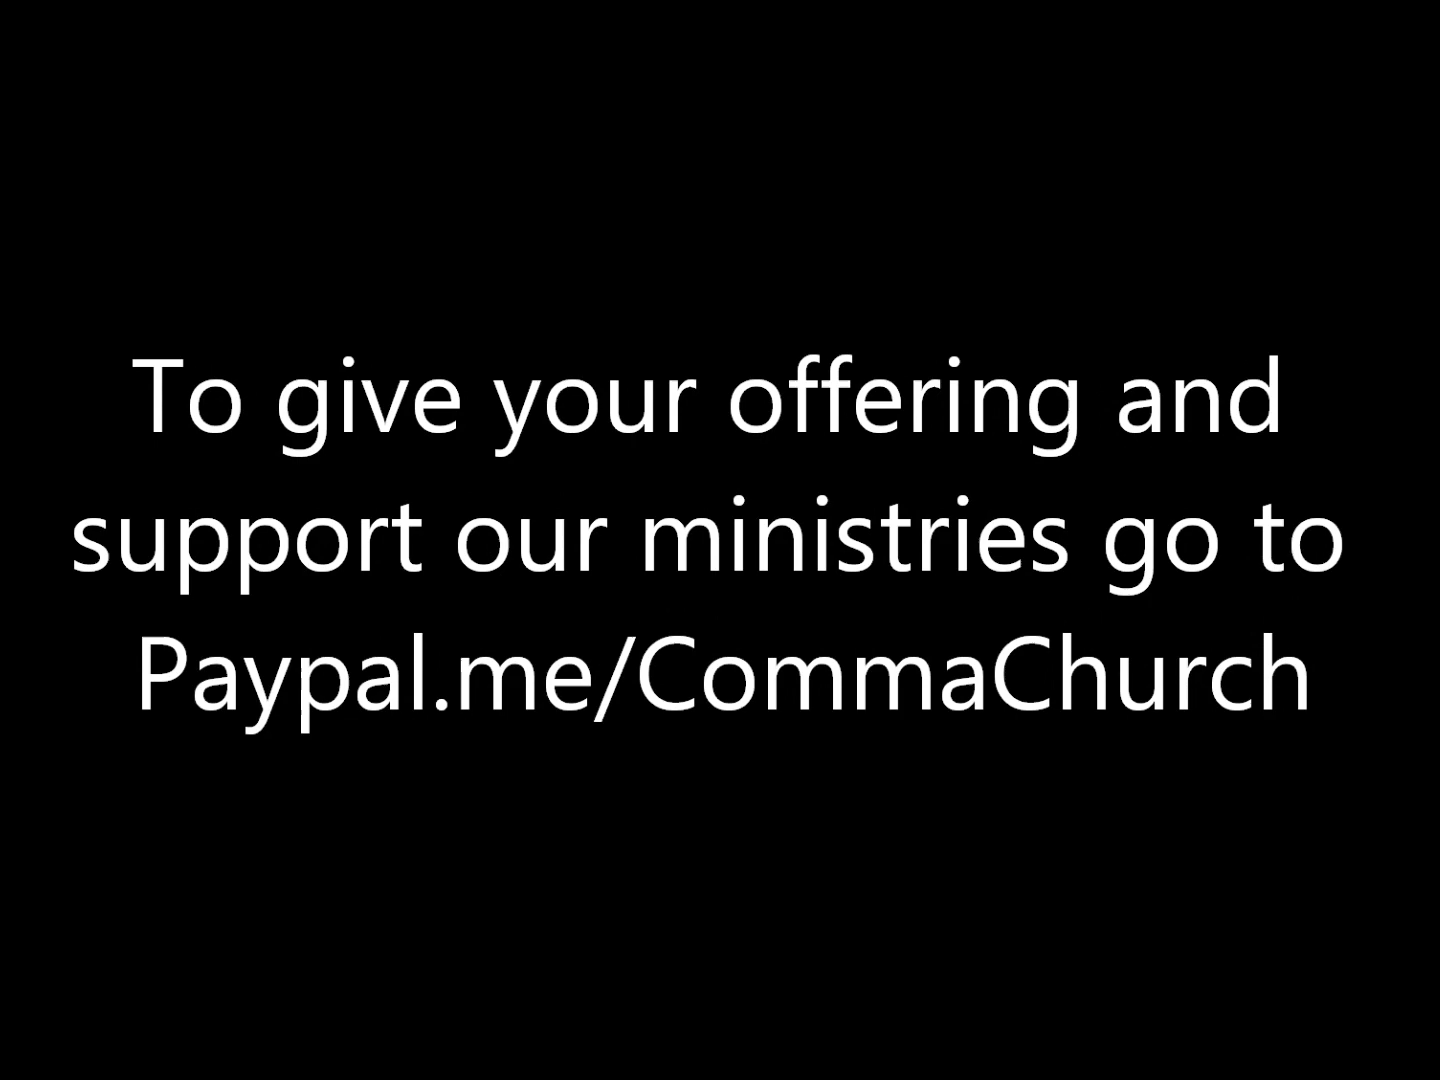 To give your offering and
support our ministries go to
Paypal.me/CommaChurch